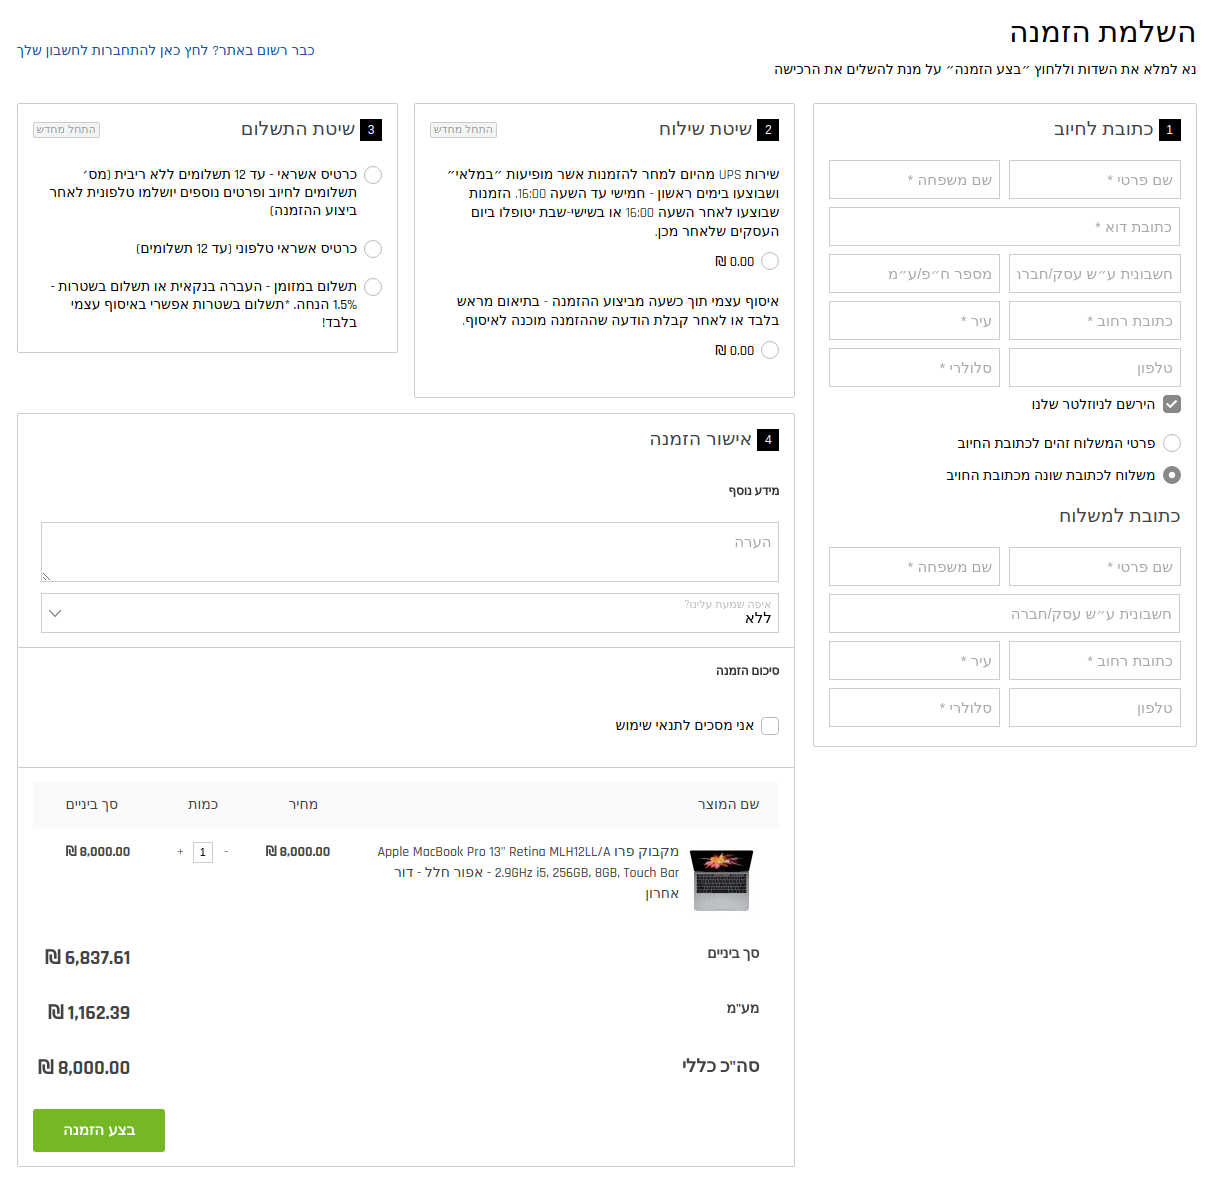 השלמת הזמנה
נא למלא את השדות וללחוץ ״בצע הזמנה״ על מנת להשלים את הרכישה
כבר רשום באתר? לחץ כאן להתחברות לחשבון שלך
1 כתובת לחיוב
שם פרטי *
שם משפחה *
כתובת דוא *
חשבונית ע״ש עסק/חברה
מספר ח״פ/ע״מ
כתובת רחוב *
עיר *
טלפון
סלולרי *
הירשם לניוזלטר שלנו
פרטי המשלוח זהים לכתובת החיוב
משלוח לכתובת שונה מכתובת החויב
כתובת למשלוח
שם פרטי *
שם משפחה *
חשבונית ע״ש עסק/חברה
כתובת רחוב *
עיר *
טלפון
סלולרי *
2 שיטת שילוח
התחל מחדש
שירות UPS מהיום למחר להזמנות אשר מופיעות ״במלאי״
ושבוצעו בימים ראשון - חמישי עד השעה 16:00. הזמנות
שבוצעו לאחר השעה 16:00 או בשישי-שבת יטופלו ביום
העסקים שלאחר מכן.
0.00 ₪
איסוף עצמי תוך כשעה מביצוע ההזמנה - בתיאום מראש
בלבד או לאחר קבלת הודעה שההזמנה מוכנה לאיסוף.
0.00 ₪
3 שיטת התשלום
התחל מחדש
כרטיס אשראי - עד 12 תשלומים ללא ריבית (מס׳
תשלומים לחיוב ופרטים נוספים יושלמו טלפונית לאחר
ביצוע ההזמנה)
כרטיס אשראי טלפוני (עד 12 תשלומים)
תשלום במזומן - העברה בנקאית או תשלום בשטרות -
1.5% הנחה. *תשלום בשטרות אפשרי באיסוף עצמי
בלבד!
4 אישור הזמנה
מידע נוסף
הערה
איפה שמעת עלינו?
ללא
סיכום הזמנה
אני מסכים לתנאי שימוש
שם המוצר מחיר כמות סך ביניים
מקבוק פרו Apple MacBook Pro 13" Retina MLH12LL/A
2.9GHz i5, 256GB, 8GB, Touch Bar - אפור חלל - דור
אחרון
8,000.00 ₪
- 1 +
8,000.00 ₪
סך ביניים 6,837.61 ₪
מע"מ 1,162.39 ₪
סה"כ כללי 8,000.00 ₪
בצע הזמנה